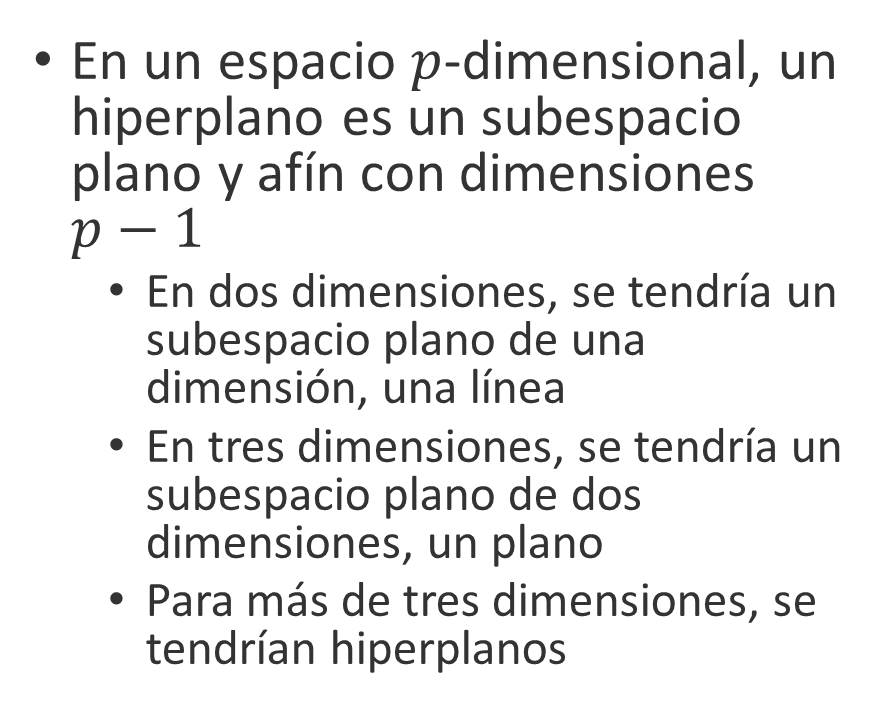 • En un espacio p-dimensional, un
hiperplano es un subespacio
plano y afín con dimensiones
p − 1
• En dos dimensiones, se tendría un
subespacio plano de una
dimensión, una línea
• En tres dimensiones, se tendría un
subespacio plano de dos
dimensiones, un plano
• Para más de tres dimensiones, se
tendrían hiperplanos